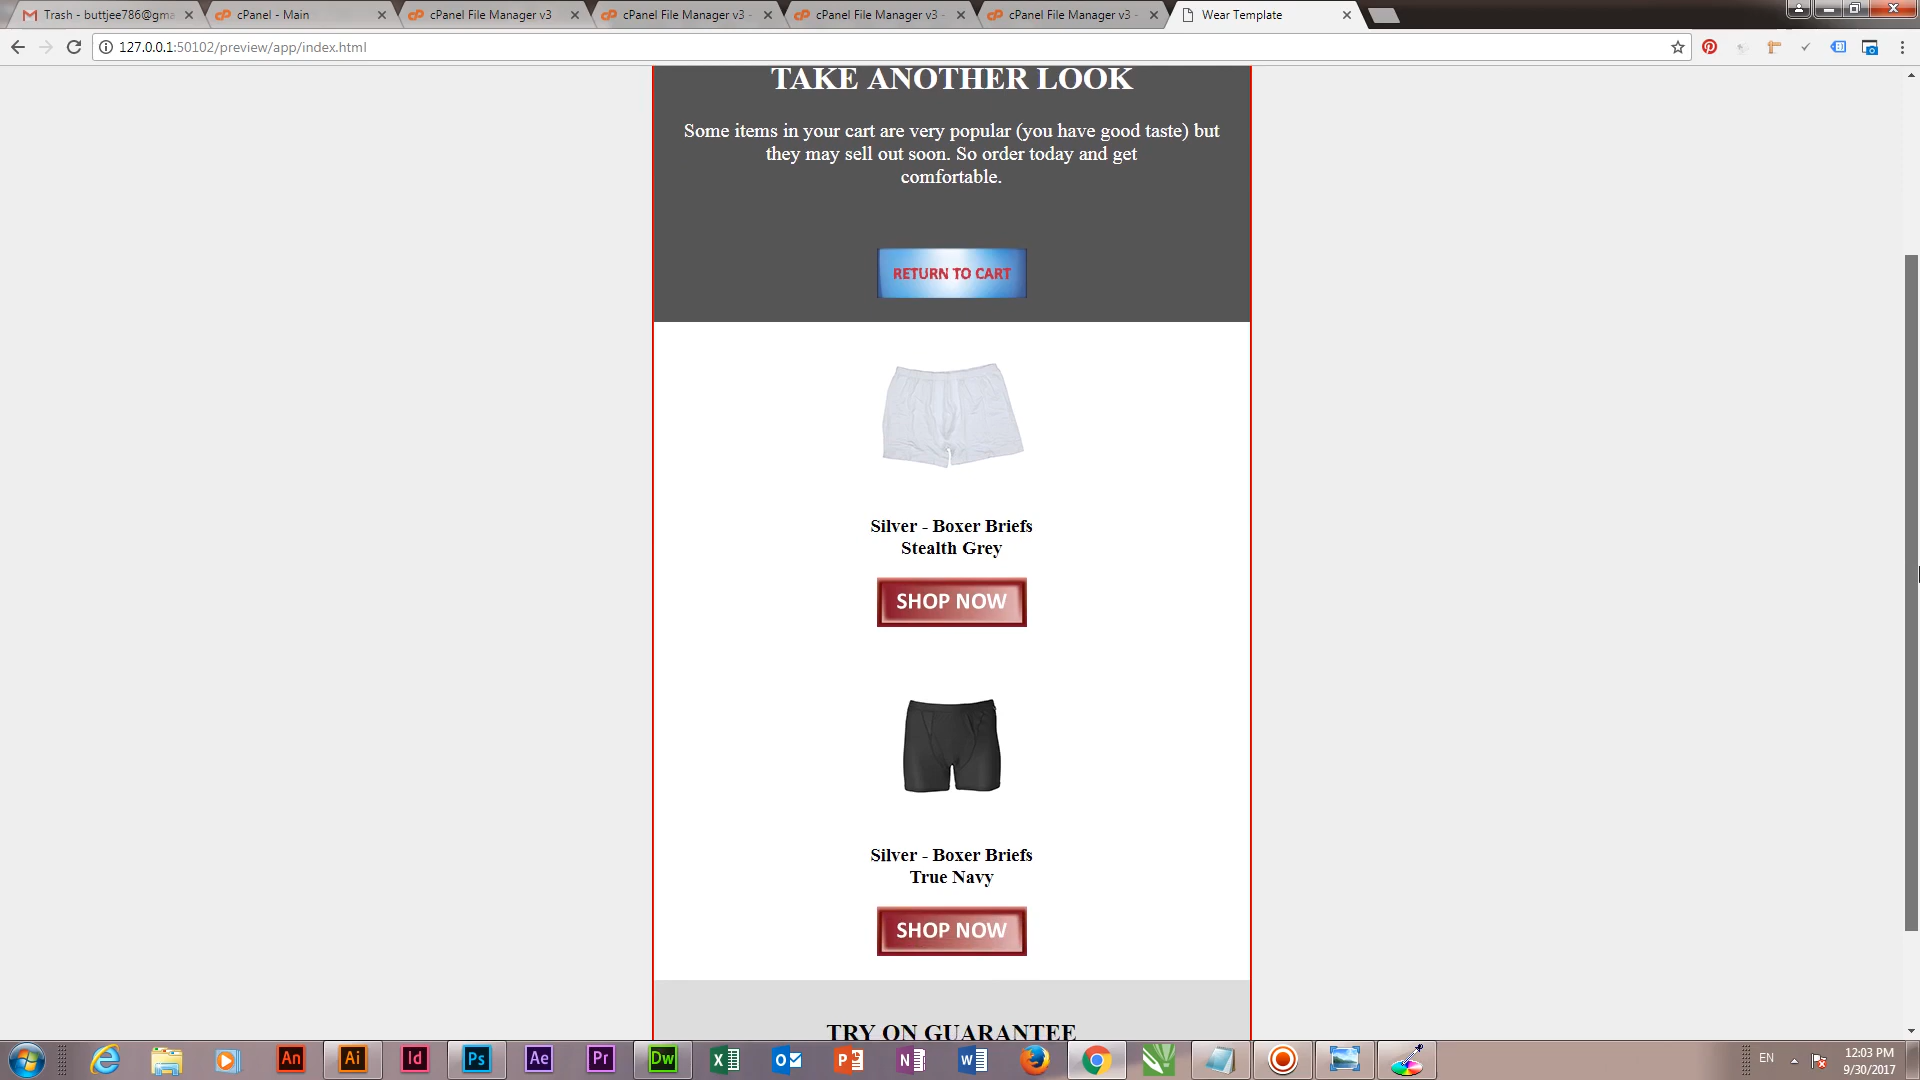 Trash - buttjee786@gma
cPanel - Main
cPanel File Manager v3
cPanel File Manager v3 -
cPanel File Manager v3 -
cPanel File Manager v3 -
Wear Template
127.0.0.1:50102/preview/app/index.html
TAKE ANOTHER LOOK
Some items in your cart are very popular (you have good taste) but
they may sell out soon. So order today and get
comfortable.
RETURN TO CART
Silver - Boxer Briefs
Stealth Grey
SHOP NOW
Silver - Boxer Briefs
True Navy
SHOP NOW
TRY ON GUARANTEE
An
Ai
Id
Ps
Ae
Pr
Dw
EN
12:03 PM
9/30/2017